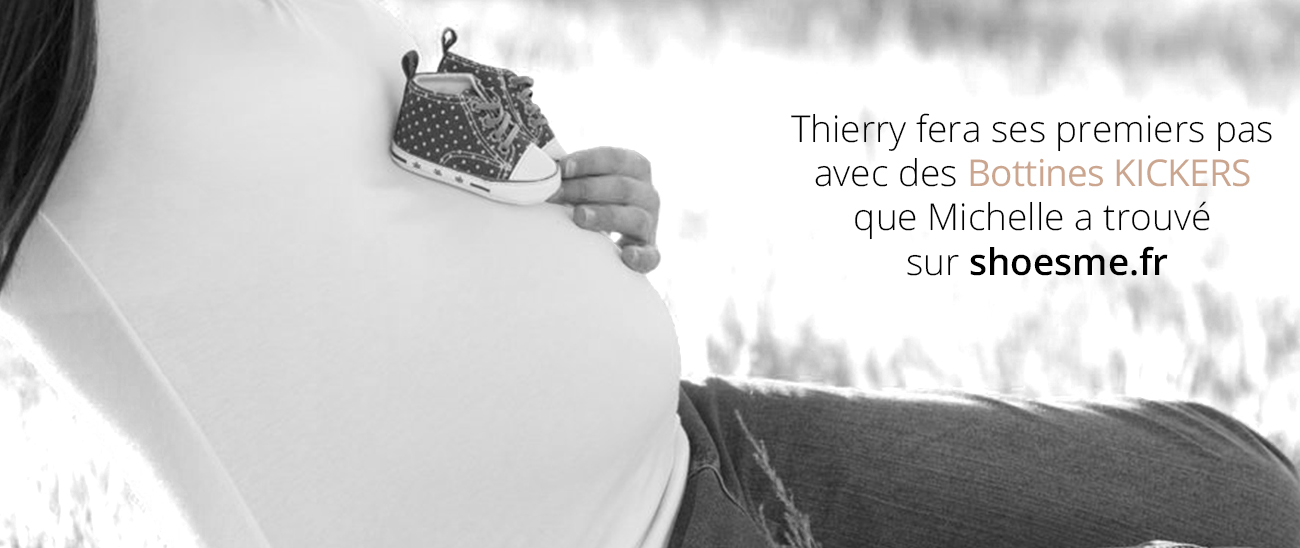 Thierry fera ses premiers pas
avec des Bottines KICKERS
que Michelle a trouvé
sur shoesme.fr